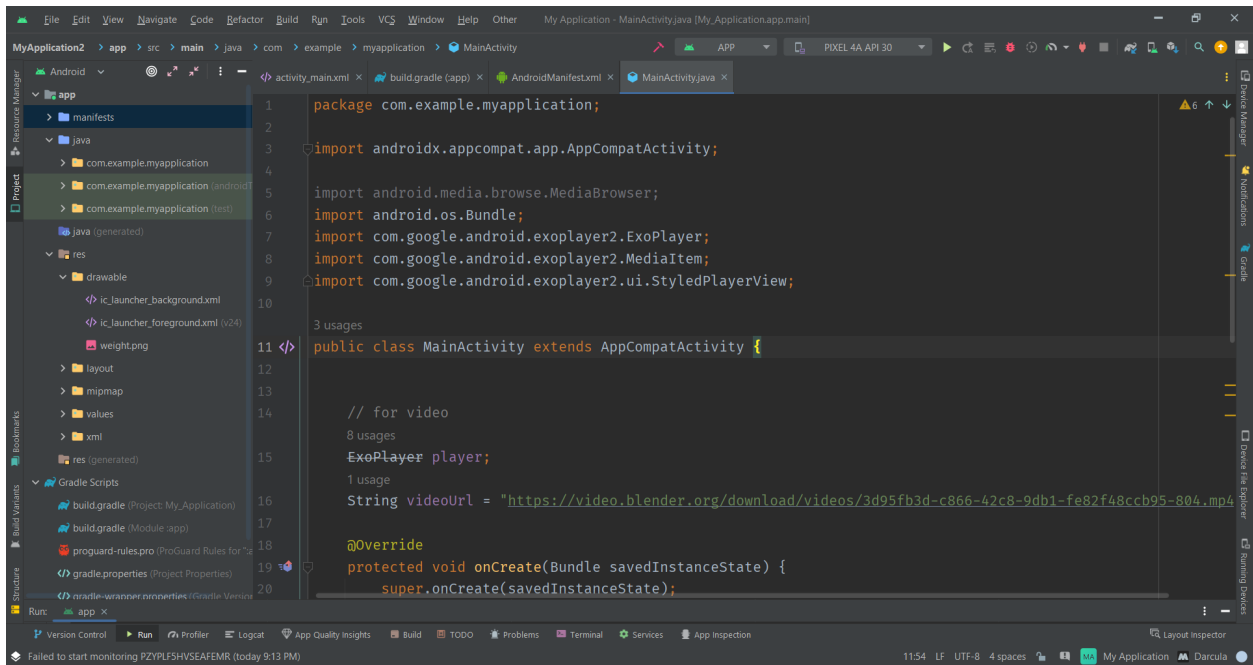 File Edit View Navigate Code Refactor Build Run Tools VCS Window Help Other My Application - MainActivity.java [My_Application.app.main]
MyApplication2 > app > src > main > java > com > example > myapplication > MainActivity APP PIXEL 4A API 30
Android
activity_main.xml × build.gradle (:app) × AndroidManifest.xml × MainActivity.java ×
Resource Manager
Project
Bookmarks
Build Variants
Structure
app
manifests
java
com.example.myapplication
com.example.myapplication (androidT
com.example.myapplication (test)
java (generated)
res
drawable
ic_launcher_background.xml
ic_launcher_foreground.xml (v24)
weight.png
layout
mipmap
values
xml
res (generated)
Gradle Scripts
build.gradle (Project: My_Application)
build.gradle (Module :app)
proguard-rules.pro (ProGuard Rules for ":a
gradle.properties (Project Properties)
gradle-wrapper.properties (Gradle Version
1 package com.example.myapplication;
2
3 import androidx.appcompat.app.AppCompatActivity;
4
5 import android.media.browse.MediaBrowser;
6 import android.os.Bundle;
7 import com.google.android.exoplayer2.ExoPlayer;
8 import com.google.android.exoplayer2.MediaItem;
9 import com.google.android.exoplayer2.ui.StyledPlayerView;
10
3 usages
11 </> public class MainActivity extends AppCompatActivity {
12
13
14 // for video
8 usages
15 ExoPlayer player;
1 usage
16 String videoUrl = "https://video.blender.org/download/videos/3d95fb3d-c866-42c8-9db1-fe82f48ccb95-804.mp4
17
18 @Override
19 protected void onCreate(Bundle savedInstanceState) {
20 super.onCreate(savedInstanceState);
6
Device Manager
Notifications
Gradle
Device File Explorer
Running Devices
Run: app ×
Version Control Run Profiler Logcat App Quality Insights Build TODO Problems Terminal Services App Inspection Layout Inspector
Failed to start monitoring PZYPLF5HVSEAFEMR (today 9:13 PM) 11:54 LF UTF-8 4 spaces MA My Application Darcula